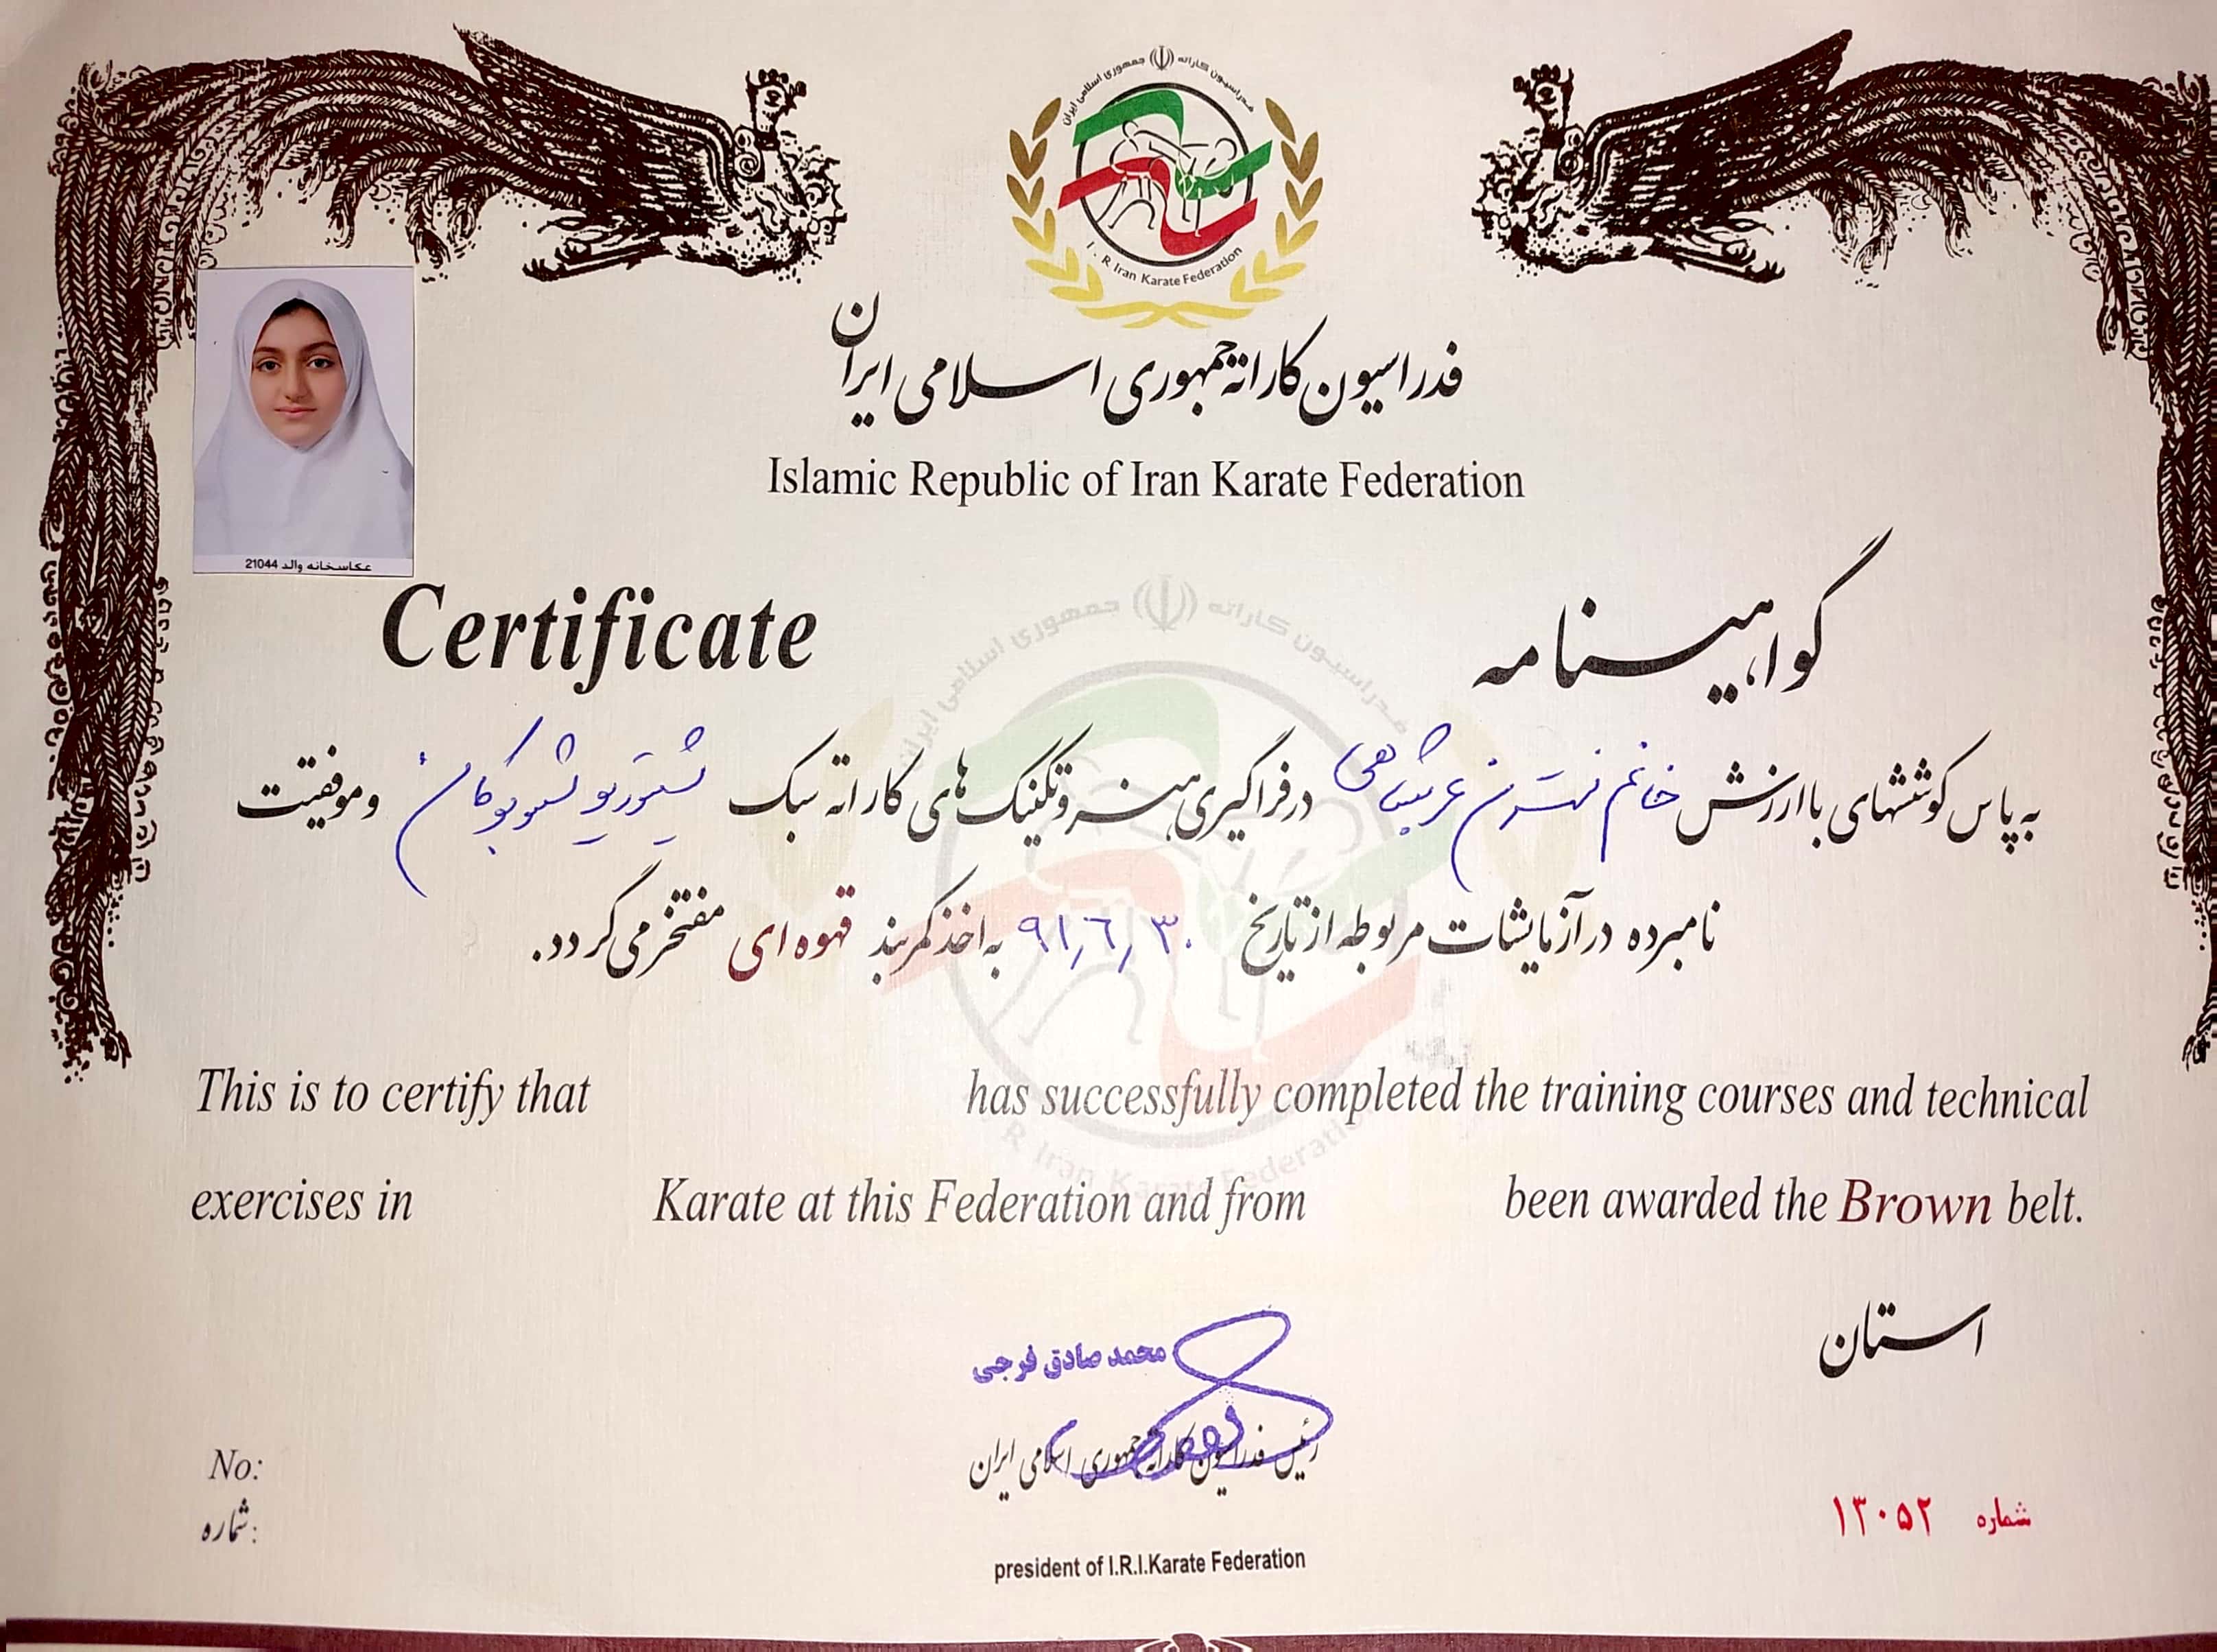 فدراسیون کاراته جمهوری اسلامی ایران
I. R Iran Karate Federation
فدراسیون کاراته جمهوری اسلامی ایران
Islamic Republic of Iran Karate Federation
عکاسخانه والد 21044
گواهینامه
Certificate
به پاس کوششهای با ارزش خانم نسترن عربشاهی در فراگیری هنر و تکنیک های کاراته سبک شیتوریو شوبوکان و موفقیت
نامبرده در آزمایشات مربوطه از تاریخ ۹۱/۶/۳۰ به اخذ کمربند قهوه ای مفتخر می گردد.
This is to certify that has successfully completed the training courses and technical
exercises in Karate at this Federation and from been awarded the Brown belt.
استان
محمد صادق فرجی
رئیس فدراسیون کاراته جمهوری اسلامی ایران
president of I.R.I.Karate Federation
No:
شماره:
شماره ۱۳۰۵۲